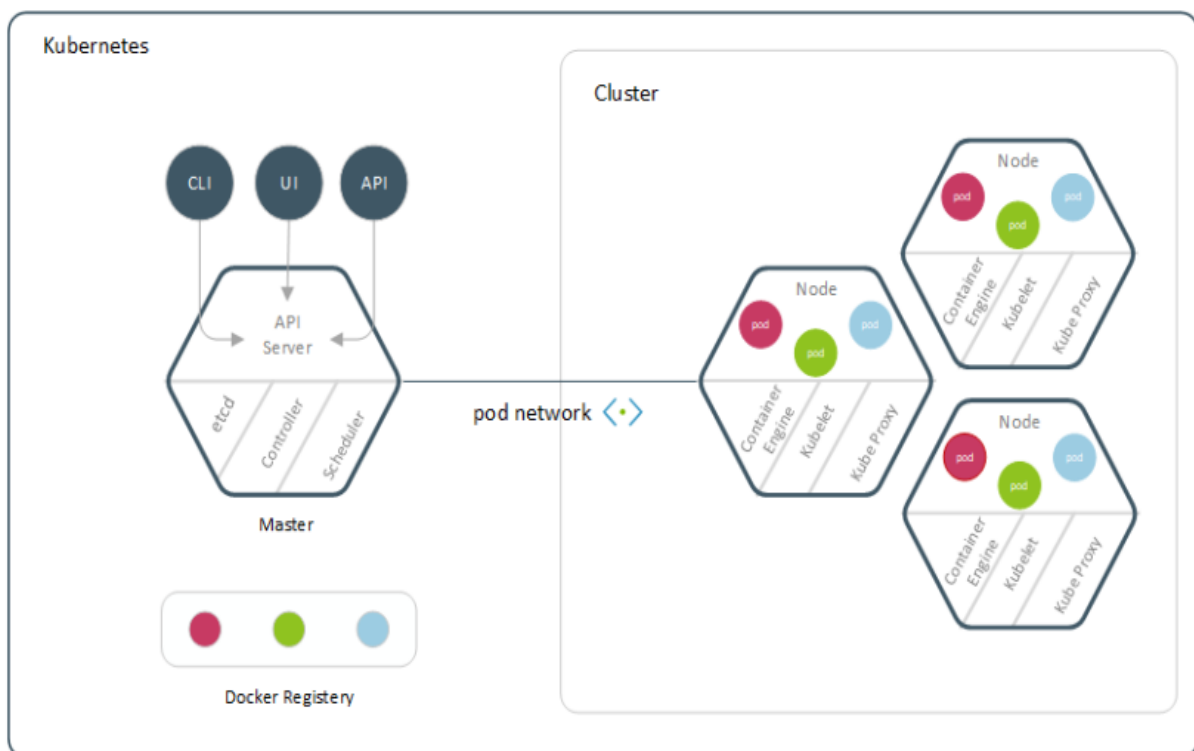 Kubernetes
Cluster
CLI
UI
API
API
Server
etcd
Controller
Scheduler
Master
pod network
Node
pod
pod
pod
Container
Engine
Kubelet
Kube Proxy
Node
pod
pod
pod
Container
Engine
Kubelet
Kube Proxy
Node
pod
pod
pod
Container
Engine
Kubelet
Kube Proxy
Docker Registery